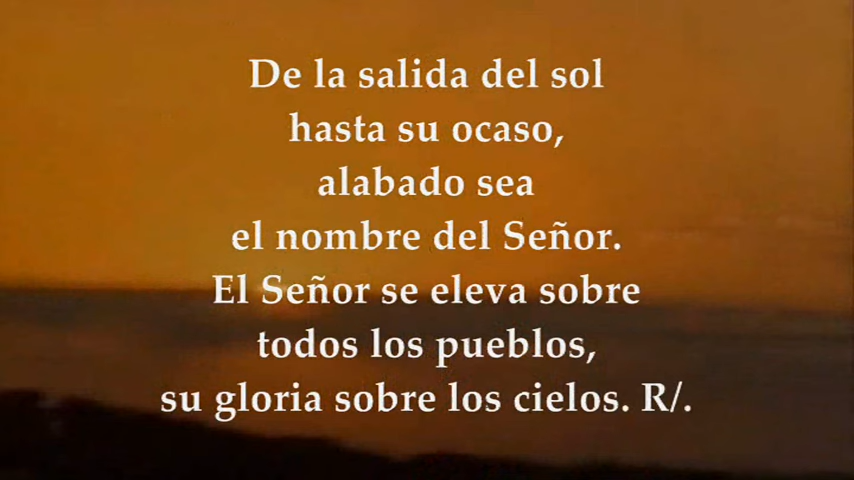 De la salida del sol
hasta su ocaso,
alabado sea
el nombre del Señor.
El Señor se eleva sobre
todos los pueblos,
su gloria sobre los cielos. R/.